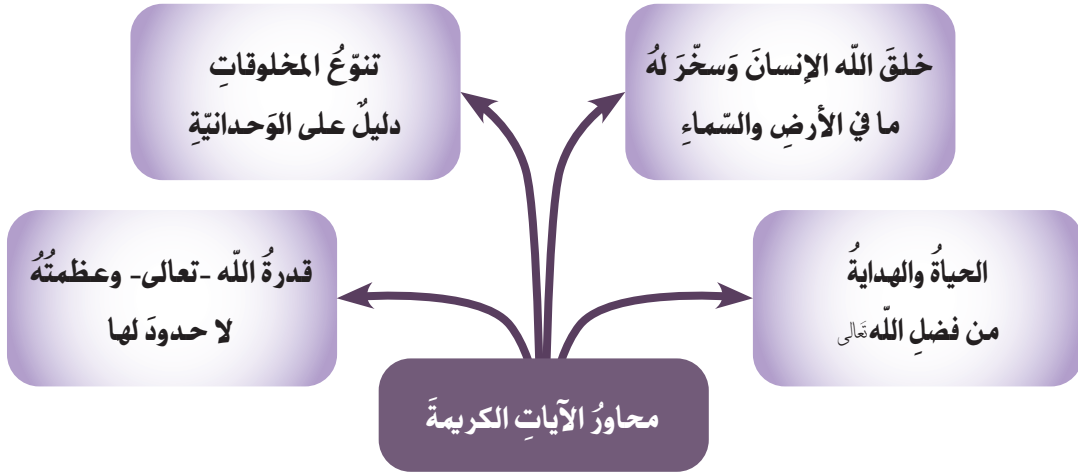 خلقَ اللّه الإنسانَ وَسخّرَ لهُ
ما في الأرضِ والسّماءِ
تنوّعُ المخلوقاتِ
دليلٌ على الوَحدانيّةِ
الحياةُ والهدايةُ
من فضلِ اللّه تَعَالى
قدرةُ اللّه -تعالى- وعظمتُهُ
لا حدودَ لها
محاورُ الآياتِ الكريمةَ